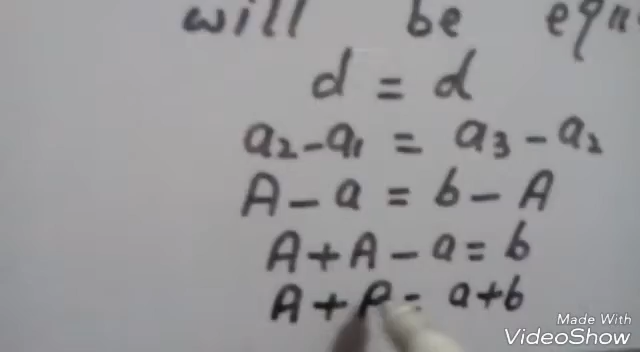 will be
d = d
a₂-a₁ = a₃-a₂
A-a = b-A
A+A-a=b
A+A= a+b
Made With
VideoShow